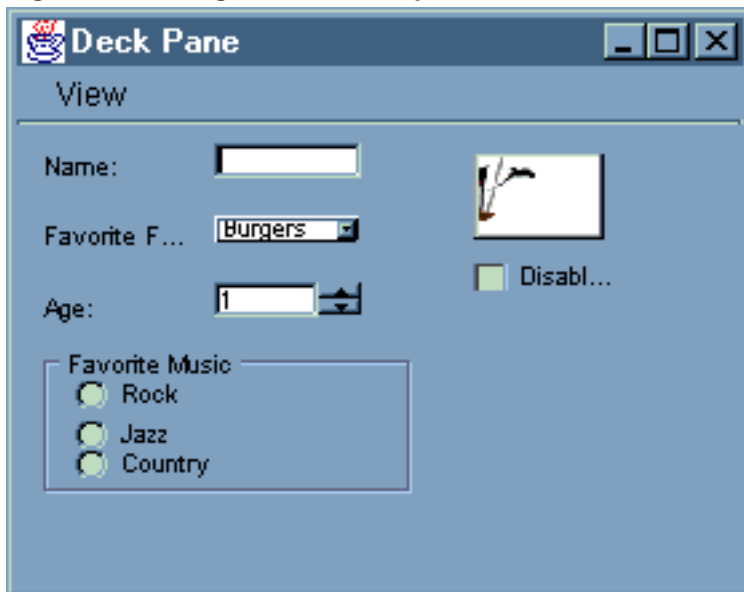 Deck Pane
View
Name:
Favorite F... Burgers
Disabl...
Age: 1
Favorite Music
Rock
Jazz
Country